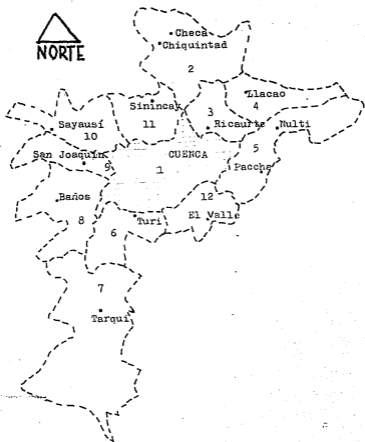 NORTE
Checa
Chiquintad
2
Llacao
4
Sinincay
3
Sayausí
10
11
Ricaurte
Nulti
San Joaquín
CUENCA
5
9
1
Paccha
Baños
12
8
Turi
El Valle
6
7
Tarqui